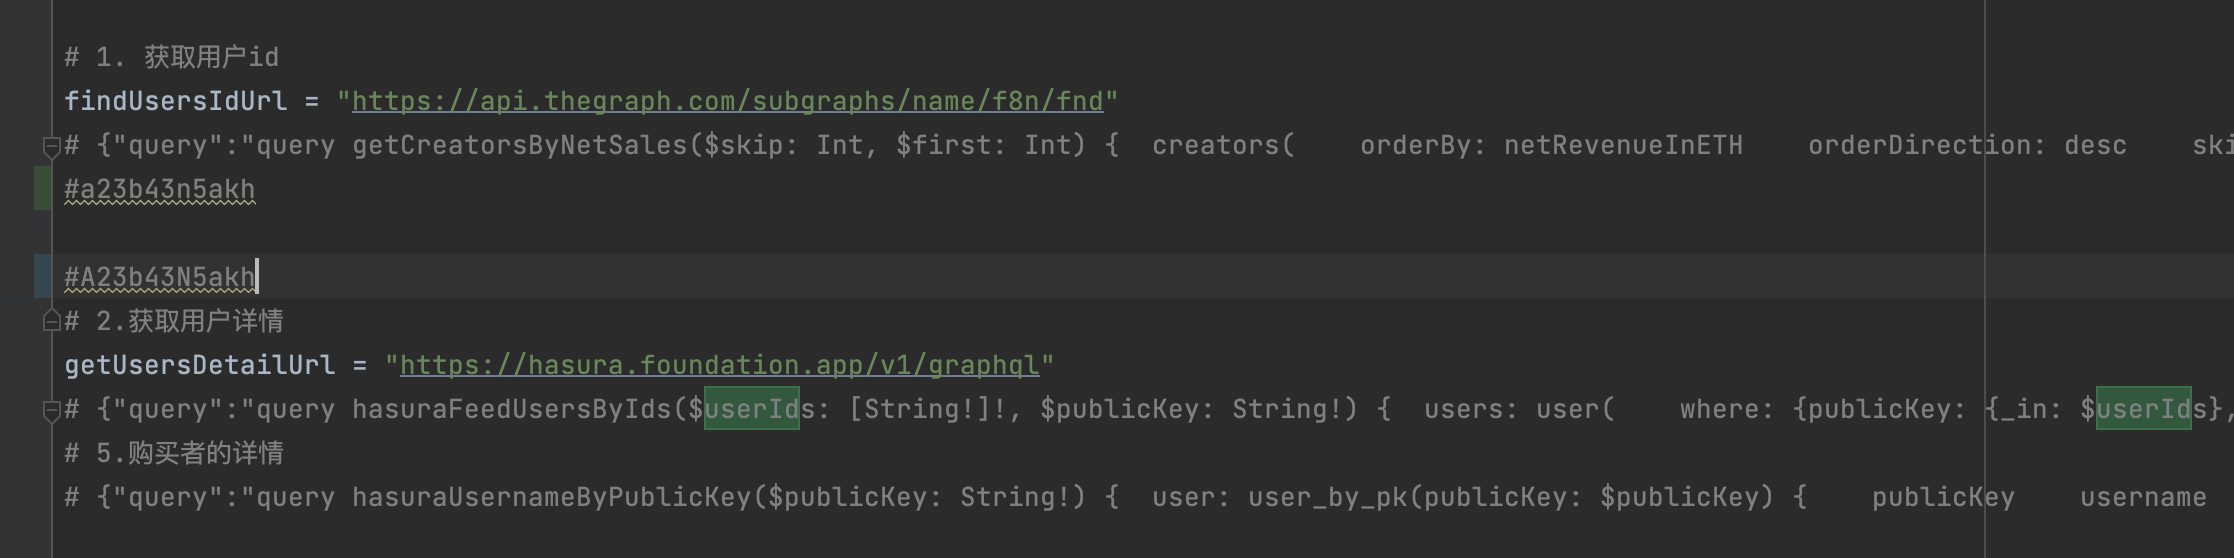 # 1. 获取用户id
findUsersIdUrl = "https://api.thegraph.com/subgraphs/name/f8n/fnd"
# {"query":"query getCreatorsByNetSales($skip: Int, $first: Int) {  creators(    orderBy: netRevenueInETH    orderDirection: desc    ski
#a23b43n5akh
#A23b43N5akh
# 2.获取用户详情
getUsersDetailUrl = "https://hasura.foundation.app/v1/graphql"
# {"query":"query hasuraFeedUsersByIds($userIds: [String!]!, $publicKey: String!) {  users: user(    where: {publicKey: {_in: $userIds},
# 5.购买者的详情
# {"query":"query hasuraUsernameByPublicKey($publicKey: String!) {  user: user_by_pk(publicKey: $publicKey) {    publicKey    username